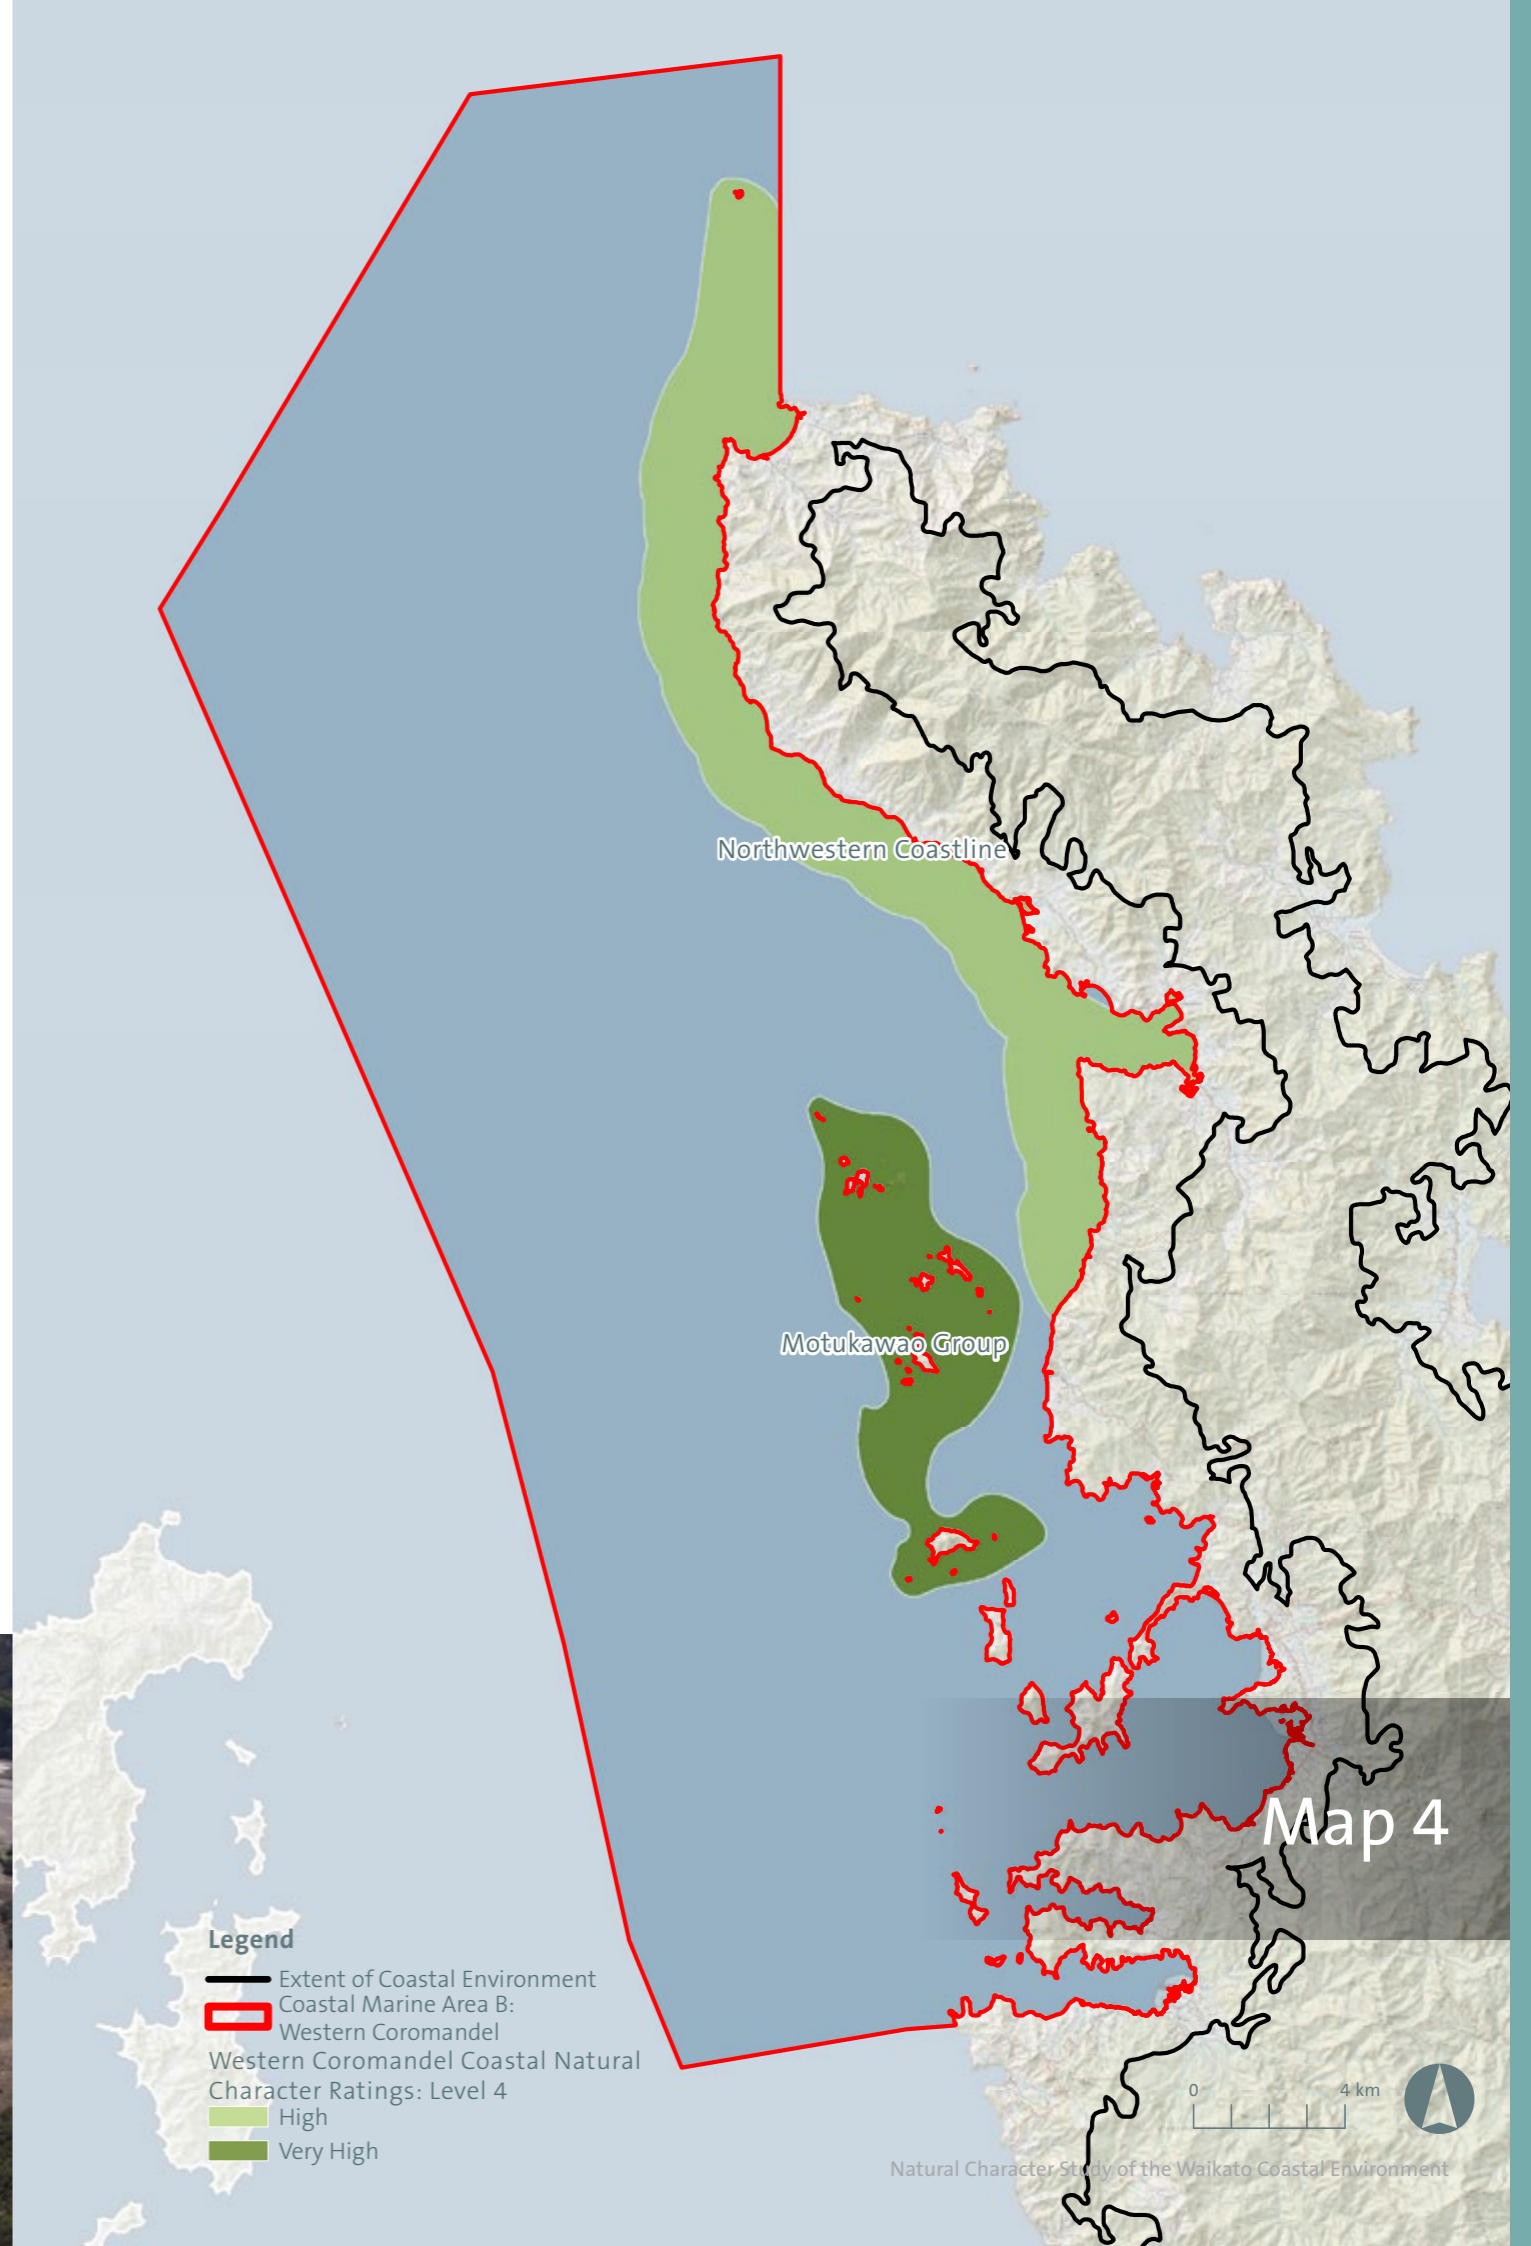 Northwestern Coastline
Motukawao Group
Map 4
Legend
Extent of Coastal Environment
Coastal Marine Area B:
Western Coromandel
Western Coromandel Coastal Natural
Character Ratings: Level 4
High
Very High
0 4 km
Natural Character Study of the Waikato Coastal Environment